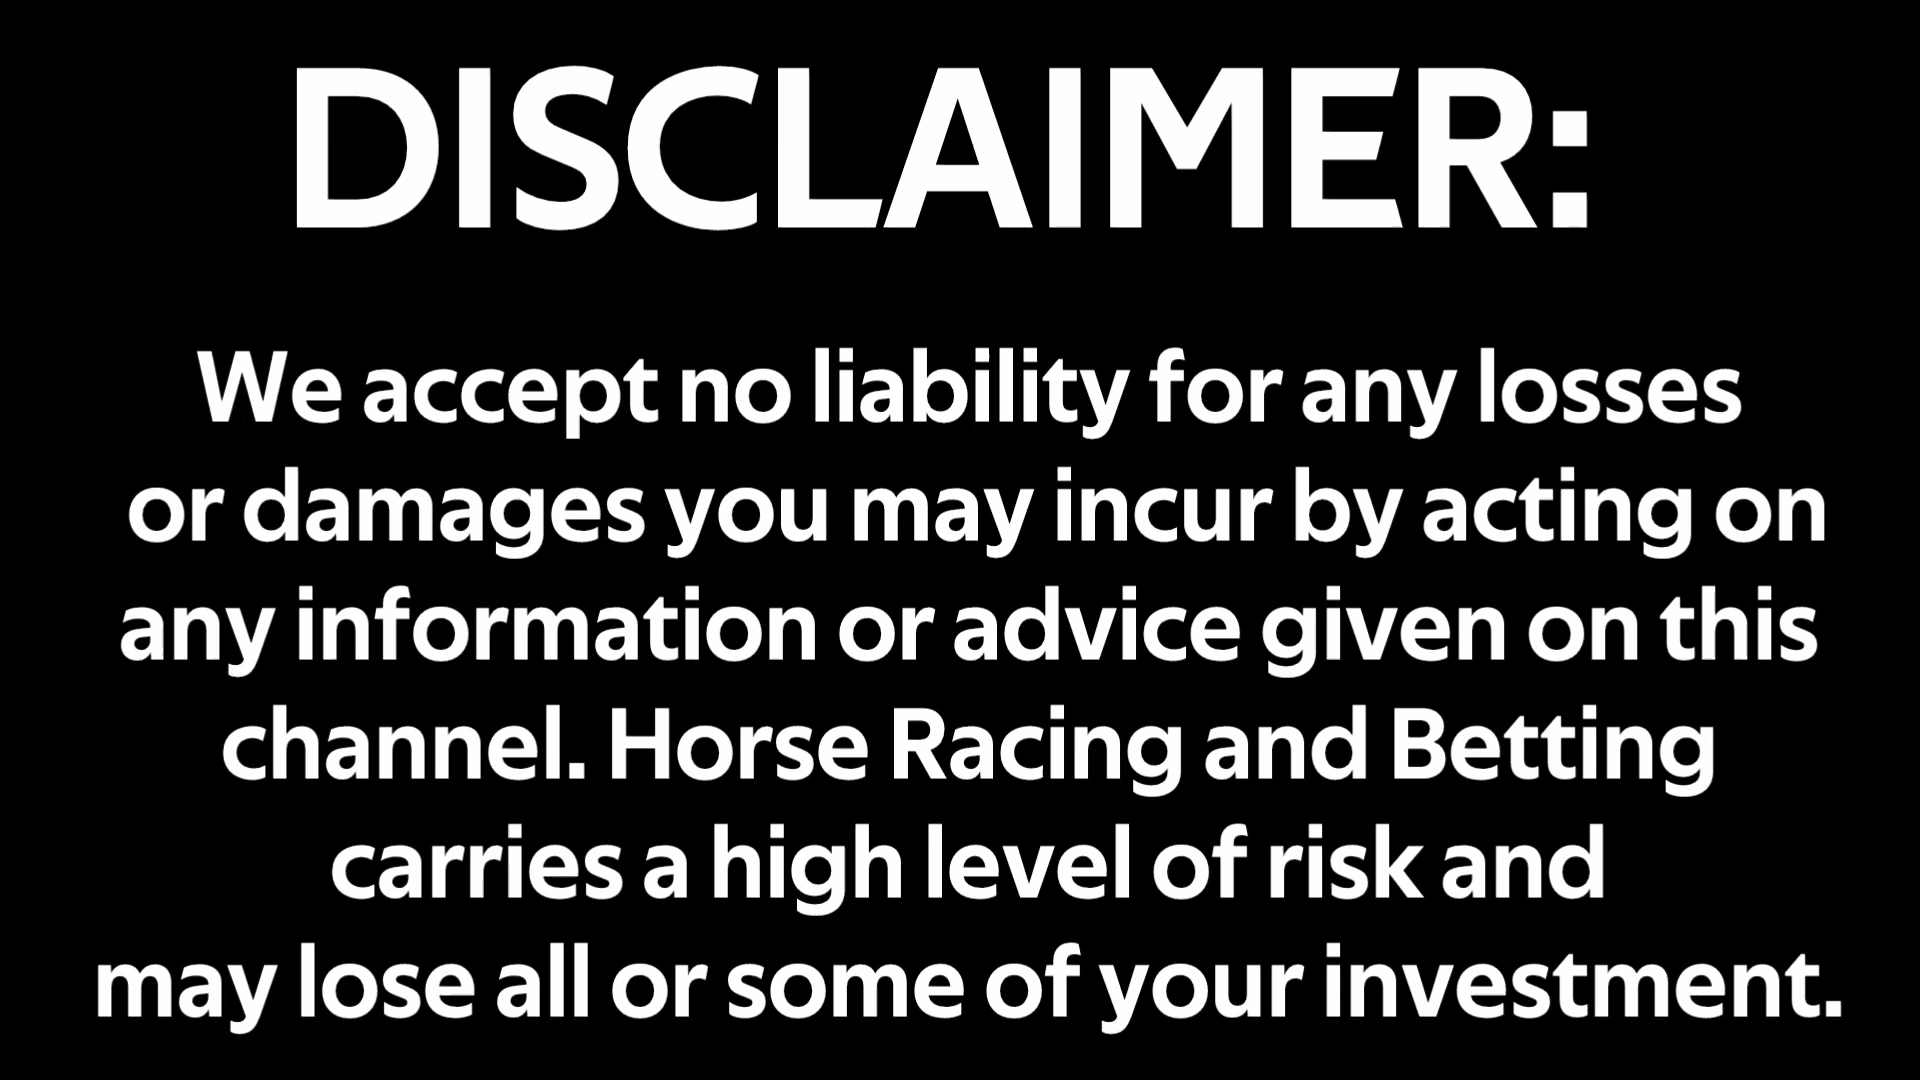 DISCLAIMER:
We accept no liability for any losses
or damages you may incur by acting on
any information or advice given on this
channel. Horse Racing and Betting
carries a high level of risk and
may lose all or some of your investment.